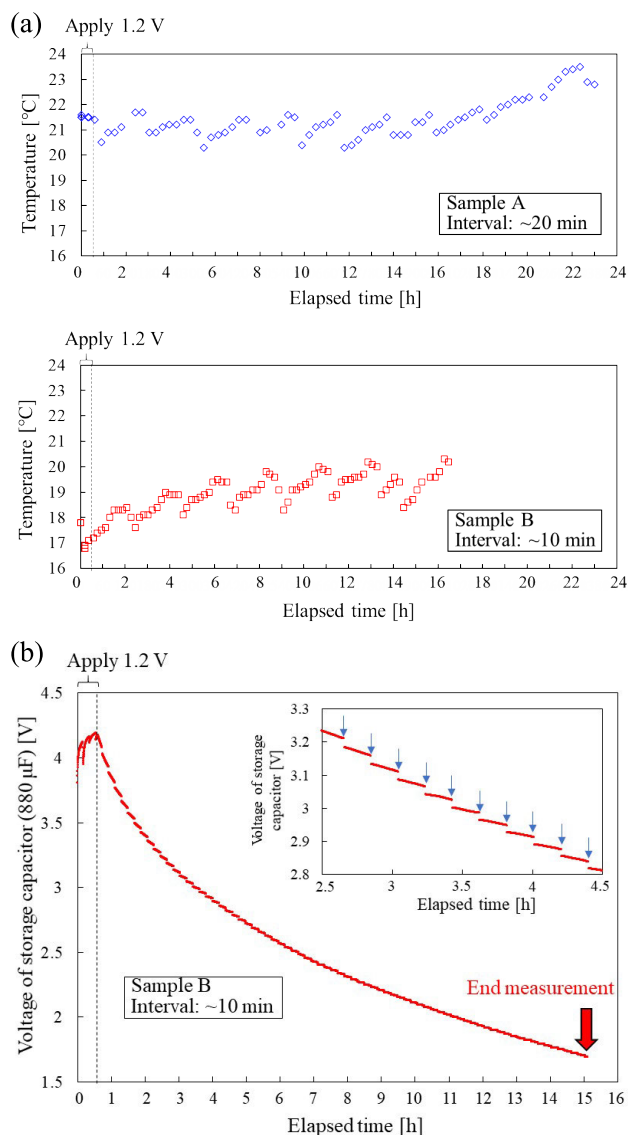 (a)
Apply 1.2 V
Temperature [°C]
24
23
22
21
20
19
18
17
16
Sample A
Interval: ~20 min
0 2 4 6 8 10 12 14 16 18 20 22 24
Elapsed time [h]
Apply 1.2 V
Temperature [°C]
24
23
22
21
20
19
18
17
16
Sample B
Interval: ~10 min
0 2 4 6 8 10 12 14 16 18 20 22 24
Elapsed time [h]
(b)
Apply 1.2 V
Voltage of storage capacitor (880 μF) [V]
4.5
4
3.5
3
2.5
2
1.5
Voltage of storage
capacitor [V]
3.3
3.2
3.1
3
2.9
2.8
2.5 3 3.5 4 4.5
Elapsed time [h]
Sample B
Interval: ~10 min
End measurement
0 1 2 3 4 5 6 7 8 9 10 11 12 13 14 15 16
Elapsed time [h]